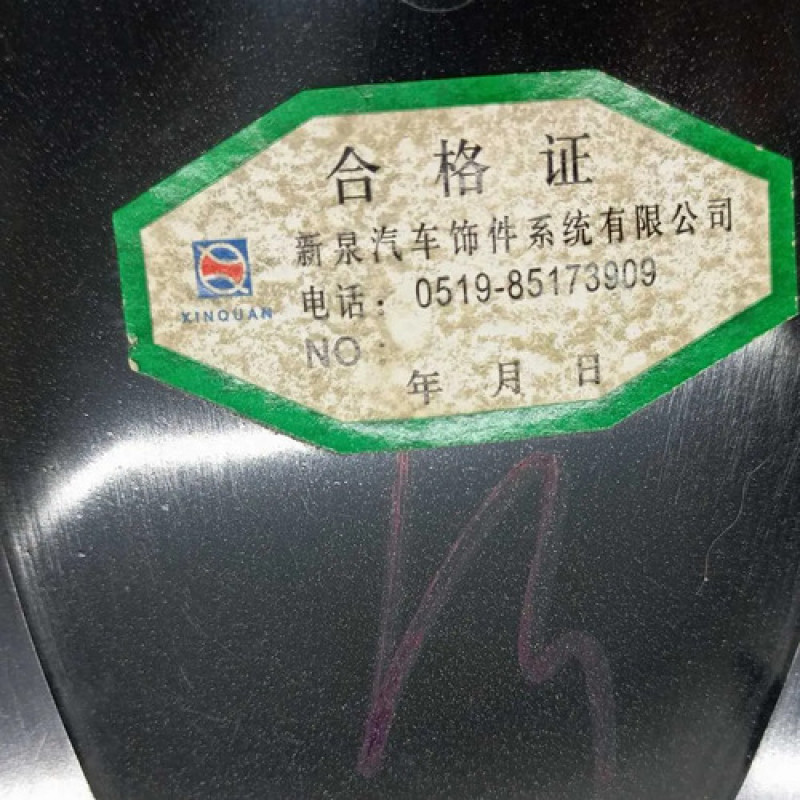 合格证
新泉汽车饰件系统有限公司
XINQUAN
电话：0519-85173909
NO：
年 月 日